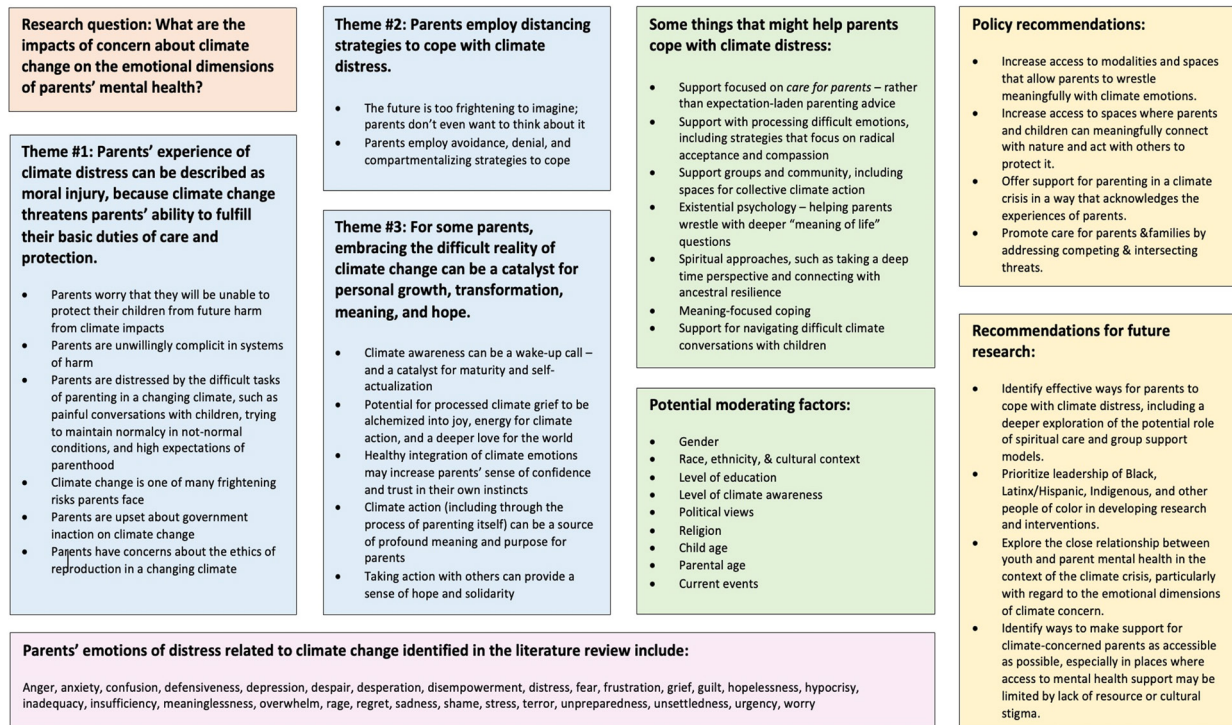 Research question: What are the
impacts of concern about climate
change on the emotional dimensions
of parents' mental health?
Theme #1: Parents' experience of
climate distress can be described as
moral injury, because climate change
threatens parents' ability to fulfill
their basic duties of care and
protection.
• Parents worry that they will be unable to
protect their children from future harm
from climate impacts
• Parents are unwillingly complicit in systems
of harm
• Parents are distressed by the difficult tasks
of parenting in a changing climate, such as
painful conversations with children, trying
to maintain normalcy in not-normal
conditions, and high expectations of
parenthood
• Climate change is one of many frightening
risks parents face
• Parents are upset about government
inaction on climate change
• Parents have concerns about the ethics of
reproduction in a changing climate
Theme #2: Parents employ distancing
strategies to cope with climate
distress.
• The future is too frightening to imagine;
parents don't even want to think about it
• Parents employ avoidance, denial, and
compartmentalizing strategies to cope
Theme #3: For some parents,
embracing the difficult reality of
climate change can be a catalyst for
personal growth, transformation,
meaning, and hope.
• Climate awareness can be a wake-up call –
and a catalyst for maturity and self-
actualization
• Potential for processed climate grief to be
alchemized into joy, energy for climate
action, and a deeper love for the world
• Healthy integration of climate emotions
may increase parents' sense of confidence
and trust in their own instincts
• Climate action (including through the
process of parenting itself) can be a source
of profound meaning and purpose for
parents
• Taking action with others can provide a
sense of hope and solidarity
Some things that might help parents
cope with climate distress:
• Support focused on care for parents – rather
than expectation-laden parenting advice
• Support with processing difficult emotions,
including strategies that focus on radical
acceptance and compassion
• Support groups and community, including
spaces for collective climate action
• Existential psychology – helping parents
wrestle with deeper "meaning of life"
questions
• Spiritual approaches, such as taking a deep
time perspective and connecting with
ancestral resilience
• Meaning-focused coping
• Support for navigating difficult climate
conversations with children
Potential moderating factors:
• Gender
• Race, ethnicity, & cultural context
• Level of education
• Level of climate awareness
• Political views
• Religion
• Child age
• Parental age
• Current events
Policy recommendations:
• Increase access to modalities and spaces
that allow parents to wrestle
meaningfully with climate emotions.
• Increase access to spaces where parents
and children can meaningfully connect
with nature and act with others to
protect it.
• Offer support for parenting in a climate
crisis in a way that acknowledges the
experiences of parents.
• Promote care for parents &families by
addressing competing & intersecting
threats.
Recommendations for future
research:
• Identify effective ways for parents to
cope with climate distress, including a
deeper exploration of the potential role
of spiritual care and group support
models.
• Prioritize leadership of Black,
Latinx/Hispanic, Indigenous, and other
people of color in developing research
and interventions.
• Explore the close relationship between
youth and parent mental health in the
context of the climate crisis, particularly
with regard to the emotional dimensions
of climate concern.
• Identify ways to make support for
climate-concerned parents as accessible
as possible, especially in places where
access to mental health support may be
limited by lack of resource or cultural
stigma.
Parents' emotions of distress related to climate change identified in the literature review include:
Anger, anxiety, confusion, defensiveness, depression, despair, desperation, disempowerment, distress, fear, frustration, grief, guilt, hopelessness, hypocrisy,
inadequacy, insufficiency, meaninglessness, overwhelm, rage, regret, sadness, shame, stress, terror, unpreparedness, unsettledness, urgency, worry